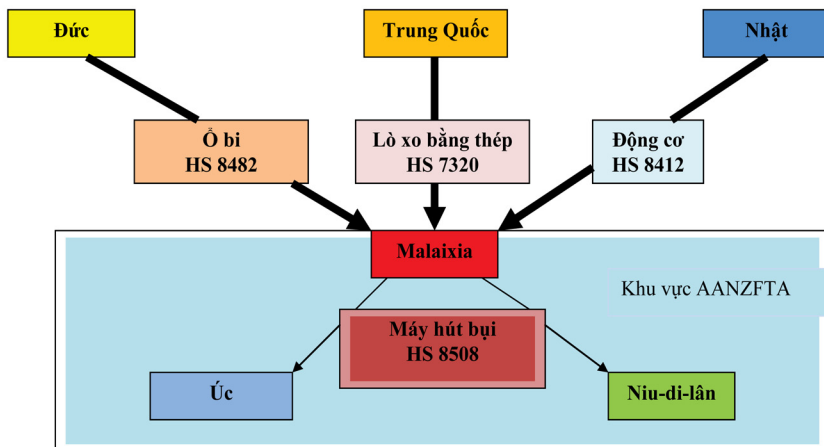 Đức
Trung Quốc
Nhật
Ổ bi
HS 8482
Lò xo bằng thép
HS 7320
Động cơ
HS 8412
Malaixia
Khu vực AANZFTA
Máy hút bụi
HS 8508
Úc
Niu-di-lân